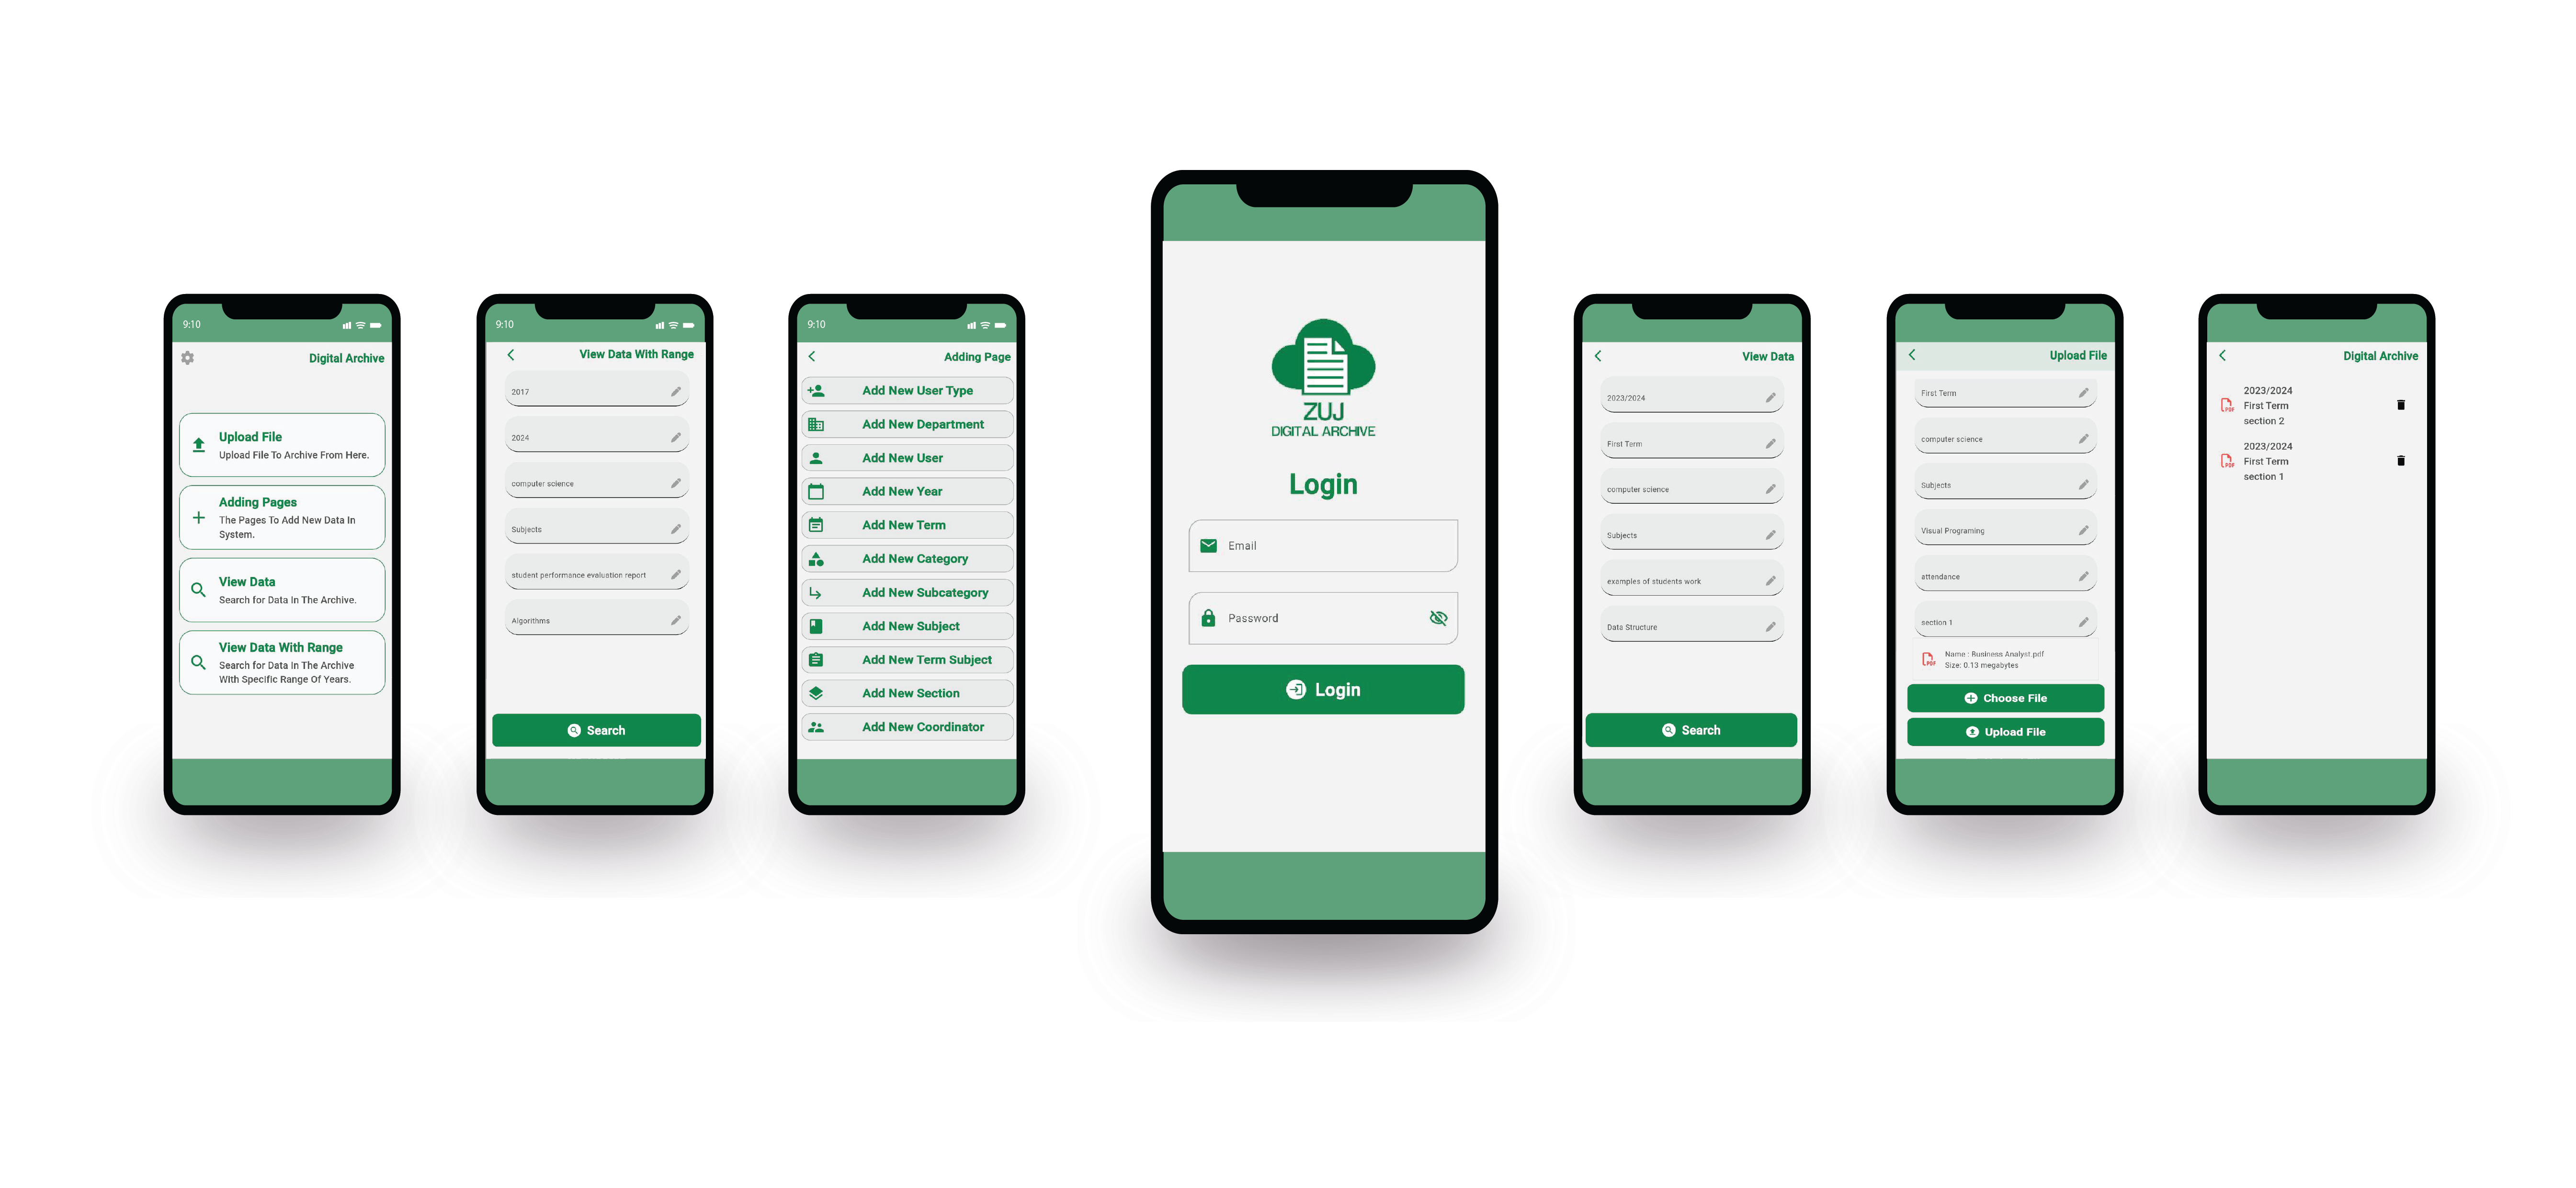 9:10
Digital Archive
Upload File
Upload File To Archive From Here.
Adding Pages
The Pages To Add New Data In
System.
View Data
Search for Data In The Archive.
View Data With Range
Search for Data In The Archive
With Specific Range Of Years.
9:10
View Data With Range
2017
2024
computer science
Subjects
student performance evaluation report
Algorithms
Search
9:10
Adding Page
Add New User Type
Add New Department
Add New User
Add New Year
Add New Term
Add New Category
Add New Subcategory
Add New Subject
Add New Term Subject
Add New Section
Add New Coordinator
ZUJ
DIGITAL ARCHIVE
Login
Email
Password
Login
View Data
2023/2024
First Term
computer science
Subjects
examples of students work
Data Structure
Search
Upload File
First Term
computer science
Subjects
Visual Programing
attendance
section 1
PDF
Name : Business Analyst.pdf
Size: 0.13 megabytes
Choose File
Upload File
Digital Archive
PDF
2023/2024
First Term
section 2
PDF
2023/2024
First Term
section 1